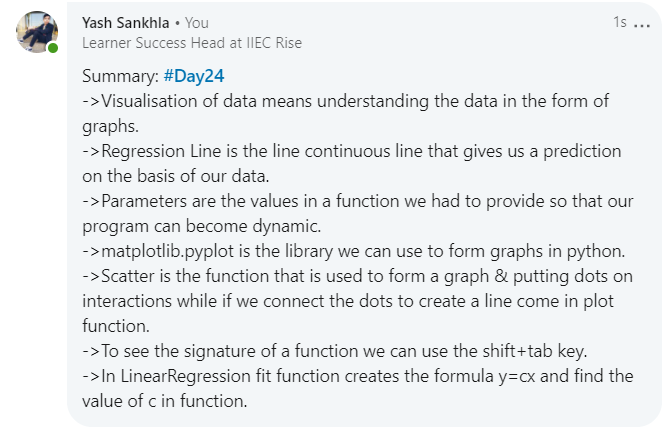 Yash Sankhla • You
1s ...
Learner Success Head at IIEC Rise
Summary: #Day24
->Visualisation of data means understanding the data in the form of
graphs.
->Regression Line is the line continuous line that gives us a prediction
on the basis of our data.
->Parameters are the values in a function we had to provide so that our
program can become dynamic.
->matplotlib.pyplot is the library we can use to form graphs in python.
->Scatter is the function that is used to form a graph & putting dots on
interactions while if we connect the dots to create a line come in plot
function.
->To see the signature of a function we can use the shift+tab key.
->In LinearRegression fit function creates the formula y=cx and find the
value of c in function.